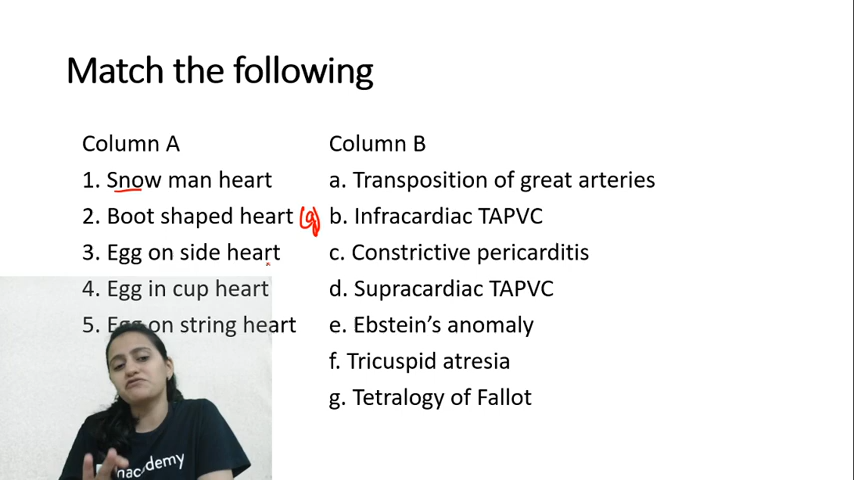 Match the following
Column A
1. Snow man heart
2. Boot shaped heart (g)
3. Egg on side heart
4. Egg in cup heart
5. Egg on string heart
Column B
a. Transposition of great arteries
b. Infracardiac TAPVC
c. Constrictive pericarditis
d. Supracardiac TAPVC
e. Ebstein’s anomaly
f. Tricuspid atresia
g. Tetralogy of Fallot